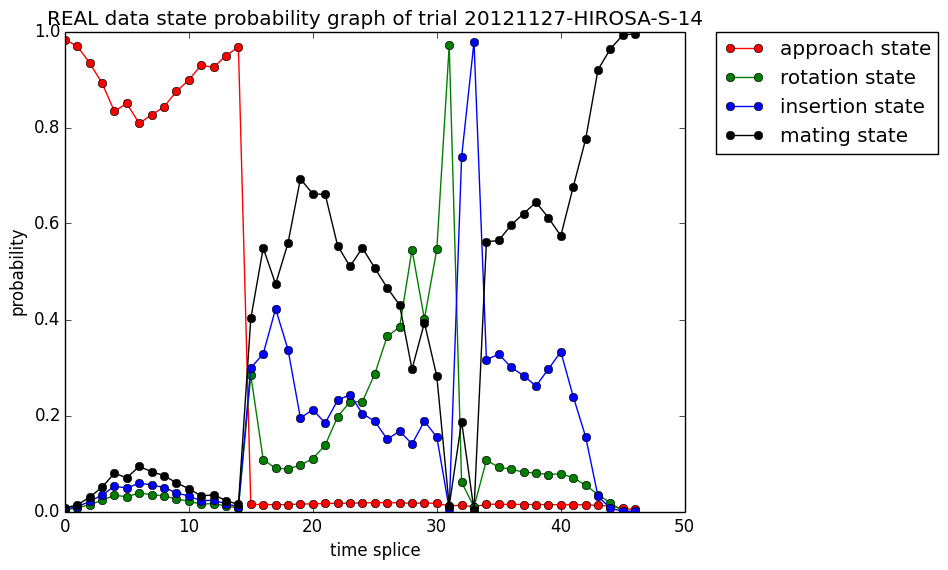 REAL data state probability graph of trial 20121127-HIROSA-S-14
1.0
0.8
0.6
0.4
0.2
0.0
probability
0 10 20 30 40 50
time splice
approach state
rotation state
insertion state
mating state